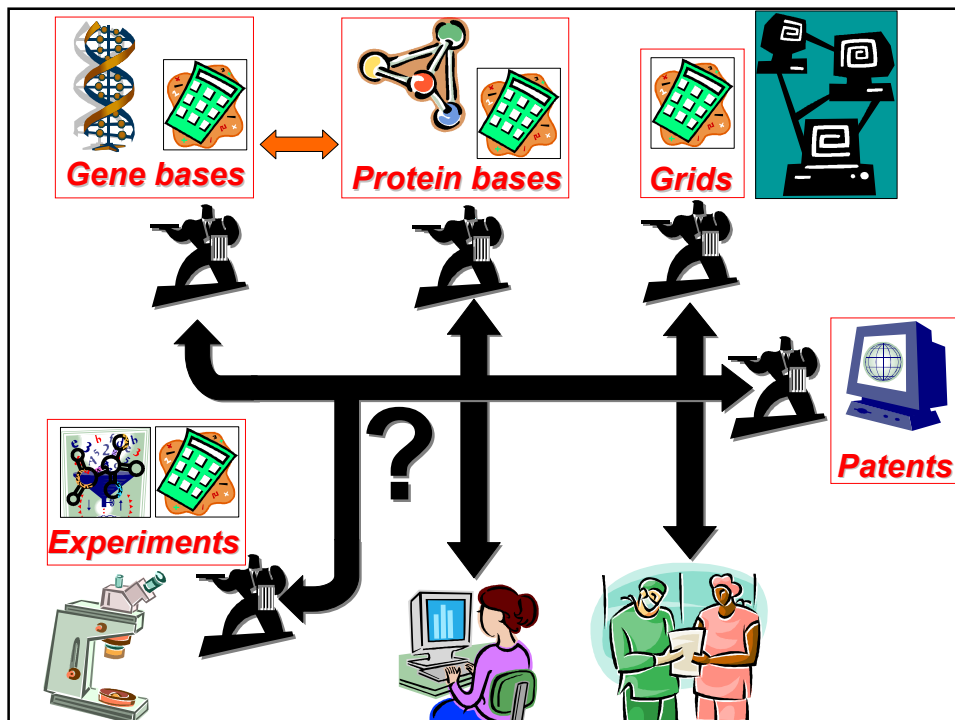 Gene bases
Protein bases
Grids
?
Patents
Experiments